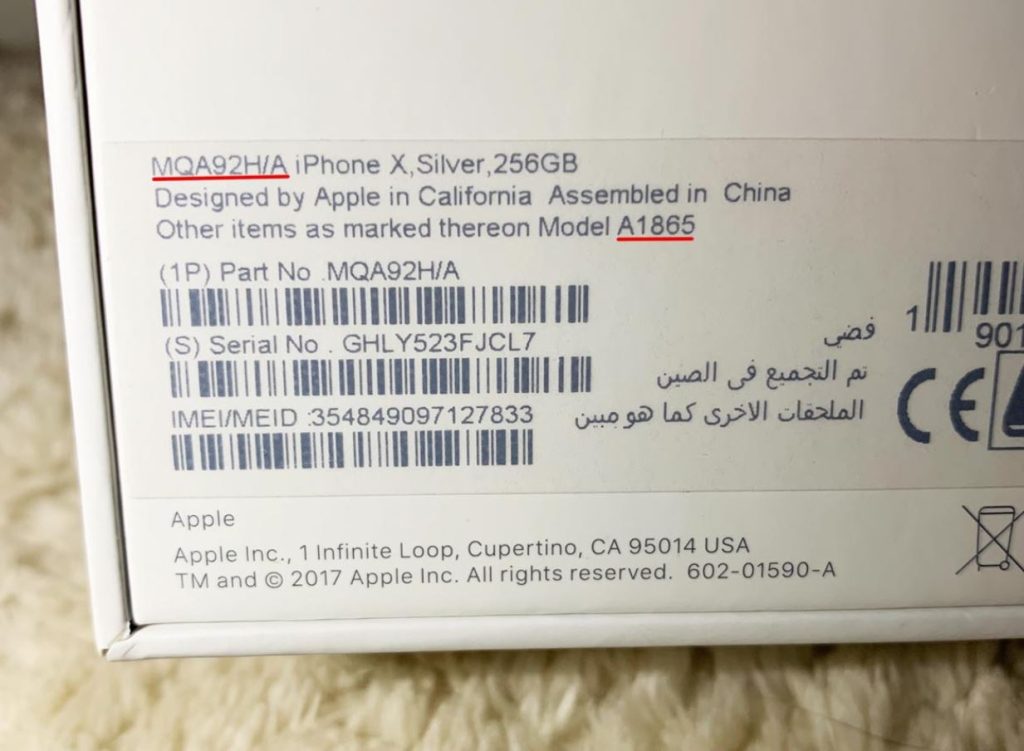 MQA92H/A iPhone X,Silver,256GB
Designed by Apple in California Assembled in China
Other items as marked thereon Model A1865
(1P) Part No .MQA92H/A
(S) Serial No . GHLY523FJCL7
IMEI/MEID :354849097127833
فضي
تم التجميع في الصين
الملحقات الاخرى كما هو مبين
1
901
CE
Apple
Apple Inc., 1 Infinite Loop, Cupertino, CA 95014 USA
TM and © 2017 Apple Inc. All rights reserved. 602-01590-A